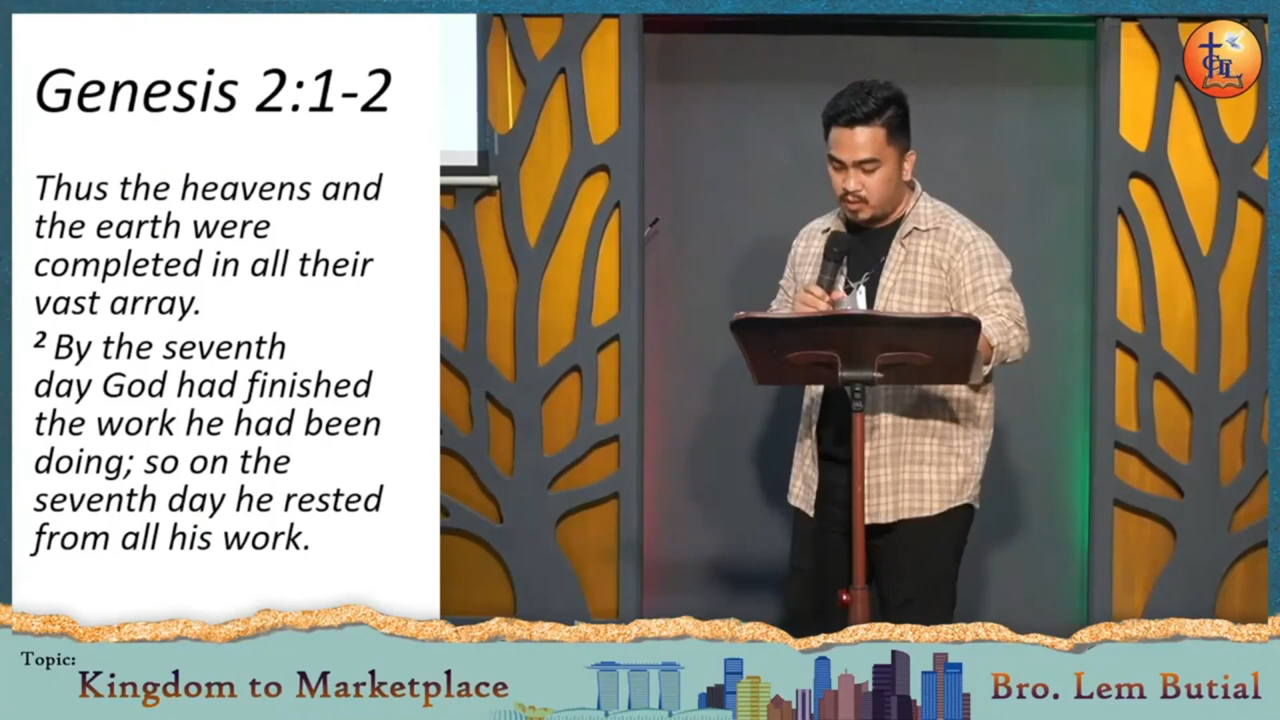 Genesis 2:1-2
Thus the heavens and
the earth were
completed in all their
vast array.
² By the seventh
day God had finished
the work he had been
doing; so on the
seventh day he rested
from all his work.
Topic:
Kingdom to Marketplace
Bro. Lem Butial